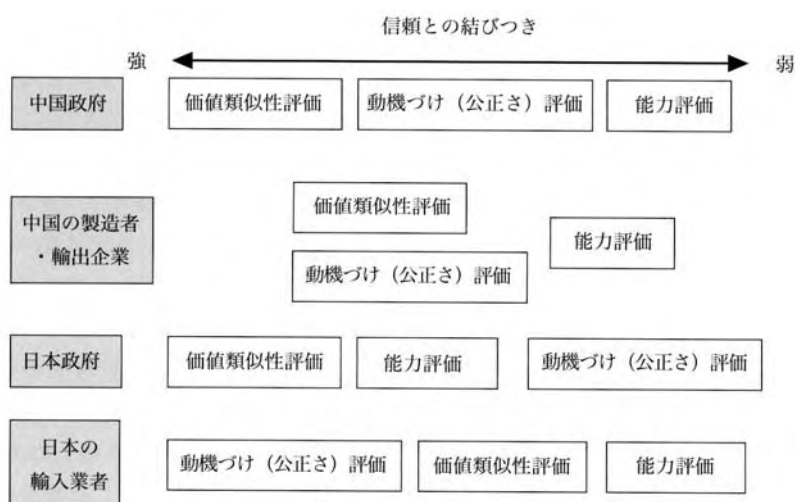 信頼との結びつき
強
弱
中国政府
価値類似性評価
動機づけ（公正さ）評価
能力評価
中国の製造者
・輸出企業
価値類似性評価
動機づけ（公正さ）評価
能力評価
日本政府
価値類似性評価
能力評価
動機づけ（公正さ）評価
日本の
輸入業者
動機づけ（公正さ）評価
価値類似性評価
能力評価